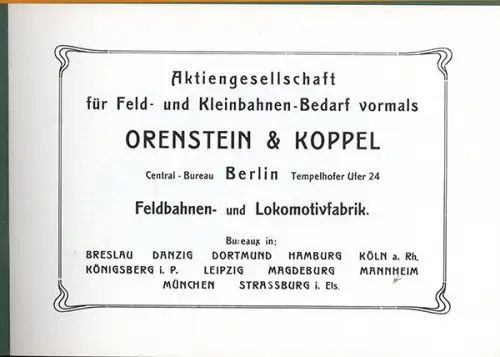 Aktiengesellschaft
für Feld- und Kleinbahnen-Bedarf vormals
ORENSTEIN & KOPPEL
Central - Bureau Berlin Tempelhofer Ufer 24
Feldbahnen- und Lokomotivfabrik.
Bureaux in:
BRESLAU DANZIG DORTMUND HAMBURG KÖLN a. Rh.
KÖNIGSBERG i. P. LEIPZIG MAGDEBURG MANNHEIM
MÜNCHEN STRASSBURG i. Els.